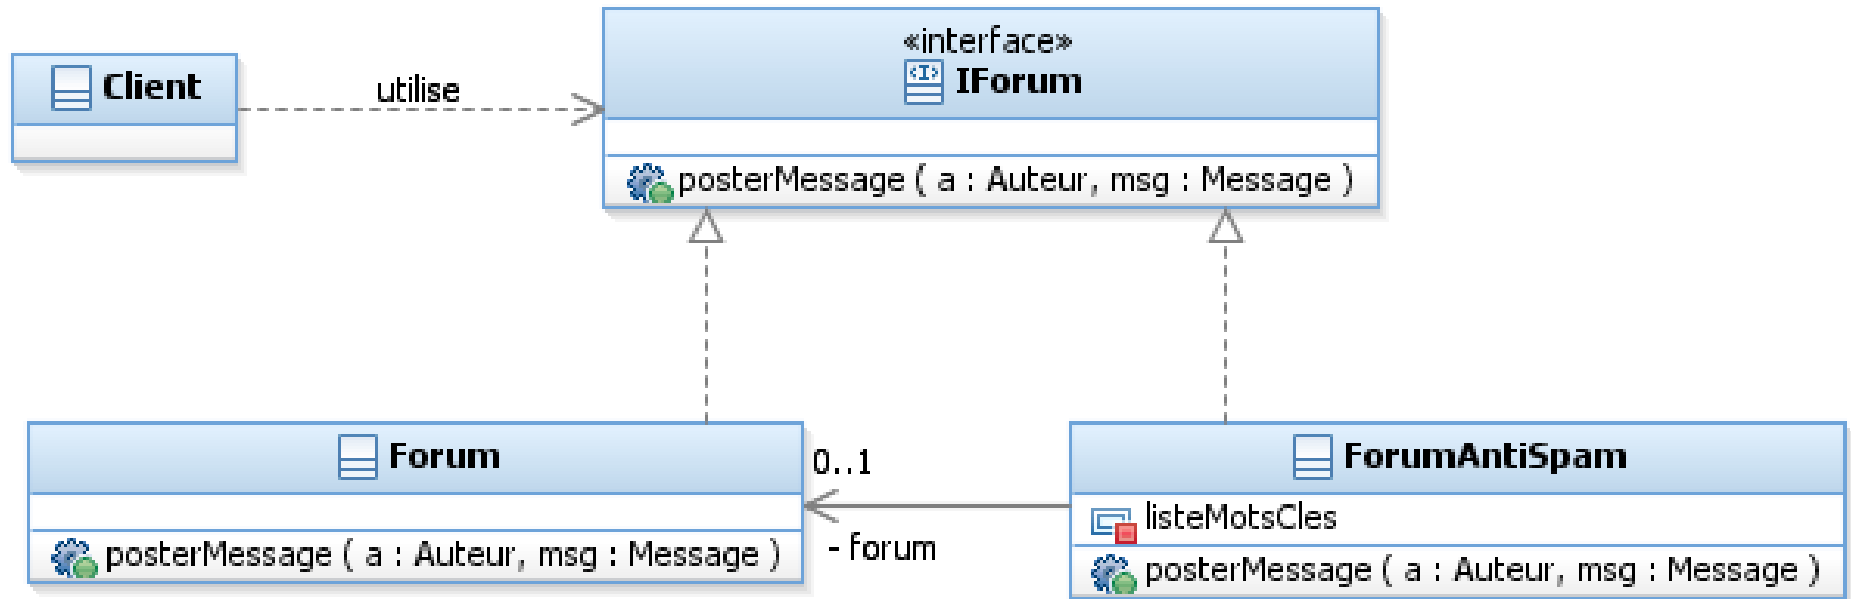 Client
utilise
«interface»
IForum
posterMessage ( a : Auteur, msg : Message )
Forum
posterMessage ( a : Auteur, msg : Message )
0..1
- forum
ForumAntiSpam
listeMotsCles
posterMessage ( a : Auteur, msg : Message )